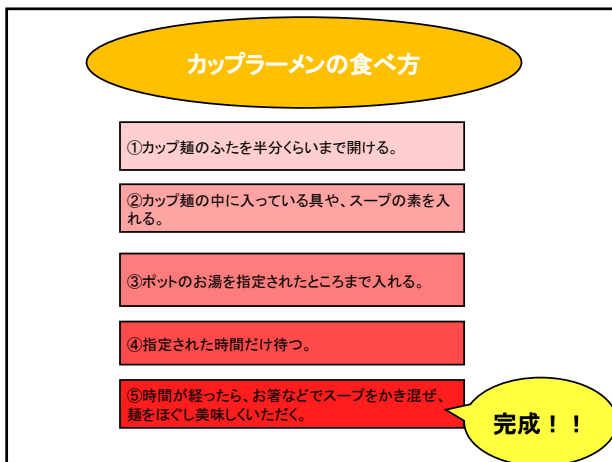 カップラーメンの食べ方
①カップ麺のふたを半分くらいまで開ける。
②カップ麺の中に入っている具や、スープの素を入
れる。
③ポットのお湯を指定されたところまで入れる。
④指定された時間だけ待つ。
⑤時間が経ったら、お箸などでスープをかき混ぜ、
麺をほぐし美味しくいただく。
完成！！